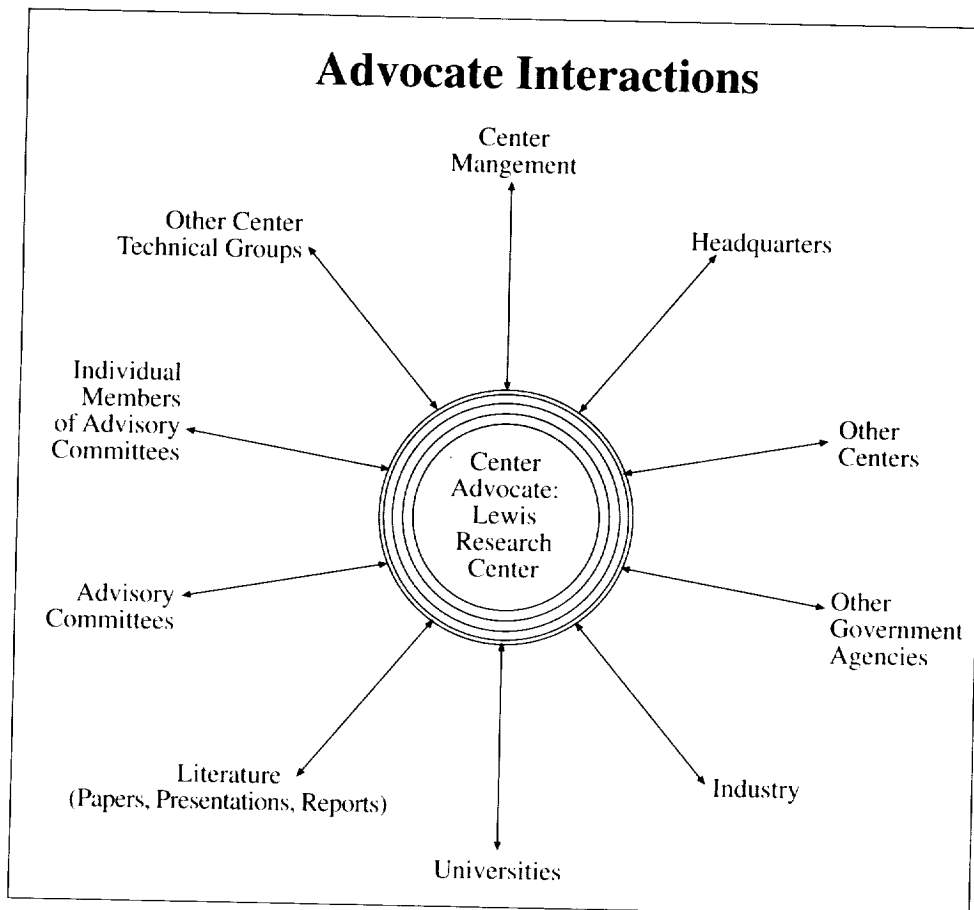 Advocate Interactions
Center
Mangement
Other Center
Technical Groups
Headquarters
Individual
Members
of Advisory
Committees
Other
Centers
Center
Advocate:
Lewis
Research
Center
Advisory
Committees
Other
Government
Agencies
Literature
(Papers, Presentations, Reports)
Industry
Universities